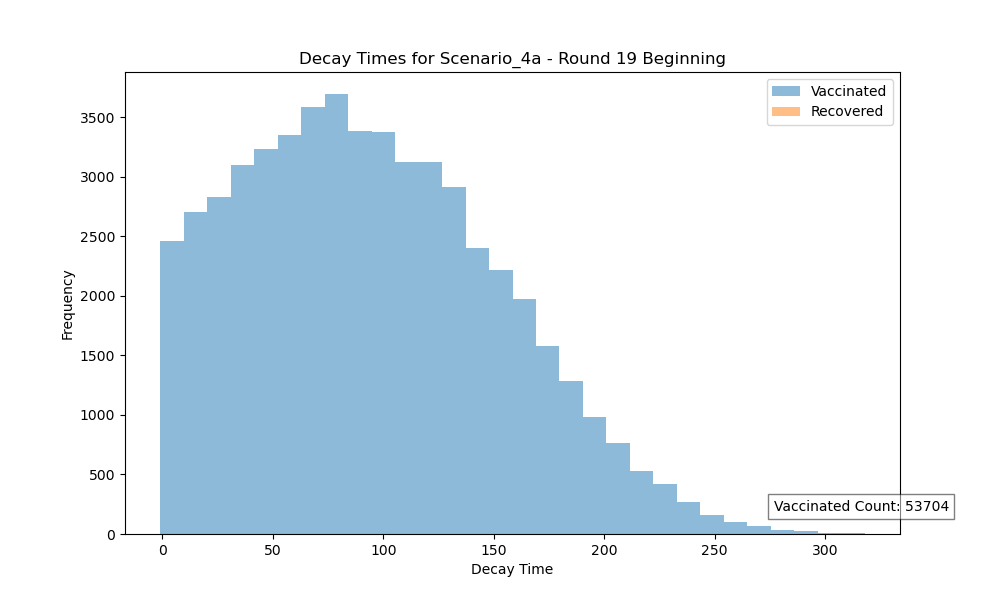 Decay Times for Scenario_4a - Round 19 Beginning
Vaccinated
Recovered
3500
3000
2500
2000
1500
1000
500
0
Frequency
Vaccinated Count: 53704
0 50 100 150 200 250 300
Decay Time